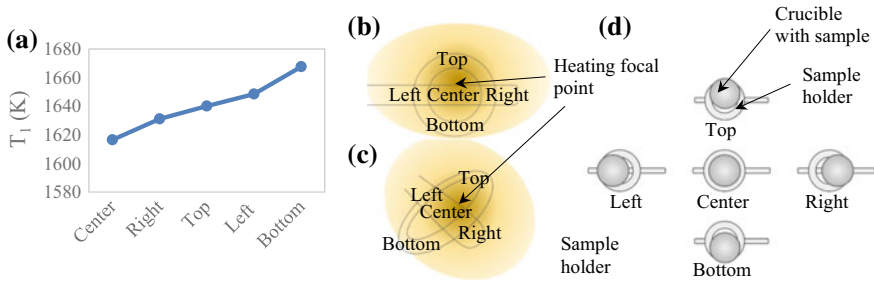 (a)
1680
1660
1640
1620
1600
1580
T1 (K)
Center
Right
Top
Left
Bottom
(b)
Top
Left Center Right
Bottom
Heating focal
point
(c)
Top
Left
Center
Right
Bottom
Sample
holder
(d)
Crucible
with sample
Sample
holder
Top
Left
Center
Right
Bottom